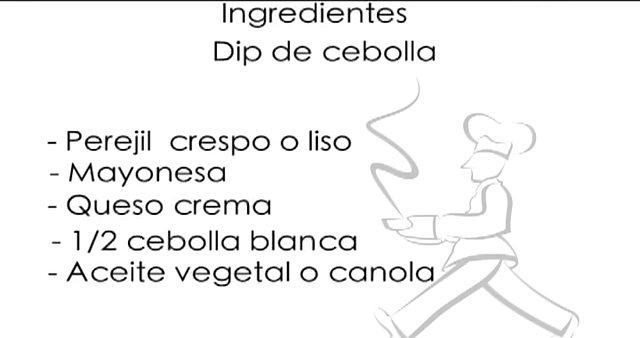 Ingredientes
Dip de cebolla
- Perejil crespo o liso
- Mayonesa
- Queso crema
- 1/2 cebolla blanca
- Aceite vegetal o canola